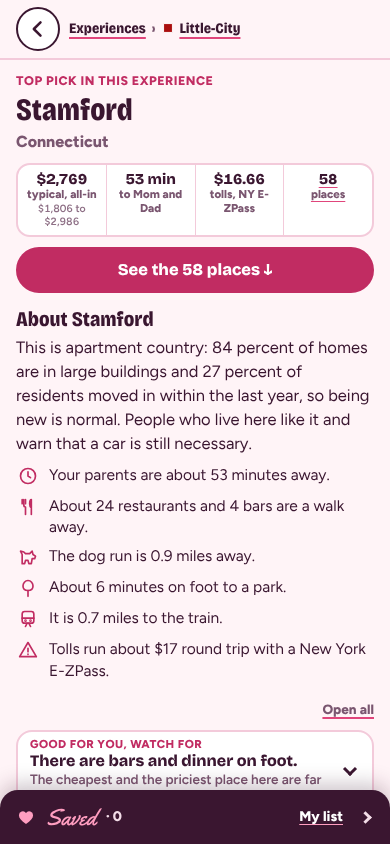 Experiences › Little-City
TOP PICK IN THIS EXPERIENCE
Stamford
Connecticut
$2,769
typical, all-in
$1,806 to
$2,986
53 min
to Mom and
Dad
$16.66
tolls, NY E-
ZPass
58
places
See the 58 places ↓
About Stamford
This is apartment country: 84 percent of homes
are in large buildings and 27 percent of
residents moved in within the last year, so being
new is normal. People who live here like it and
warn that a car is still necessary.
Your parents are about 53 minutes away.
About 24 restaurants and 4 bars are a walk
away.
The dog run is 0.9 miles away.
About 6 minutes on foot to a park.
It is 0.7 miles to the train.
Tolls run about $17 round trip with a New York
E-ZPass.
Open all
GOOD FOR YOU, WATCH FOR
There are bars and dinner on foot.
The cheapest and the priciest place here are far
Saved · 0
My list